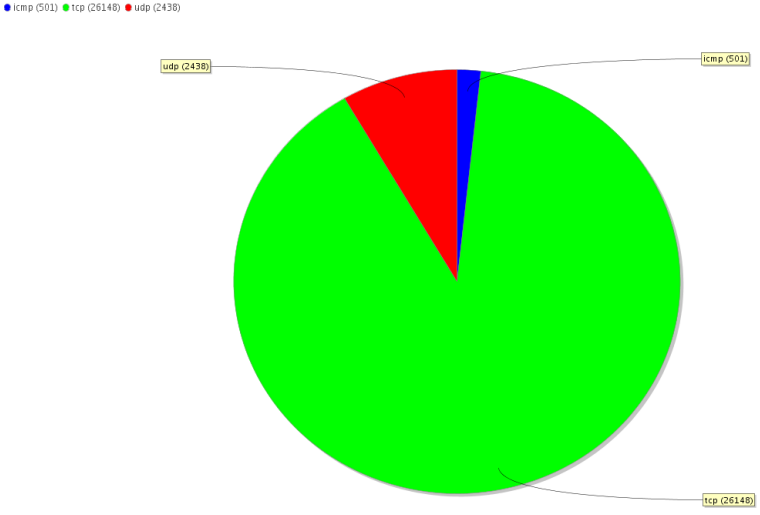 icmp (501) tcp (26148) udp (2438)
icmp (501)
udp (2438)
tcp (26148)